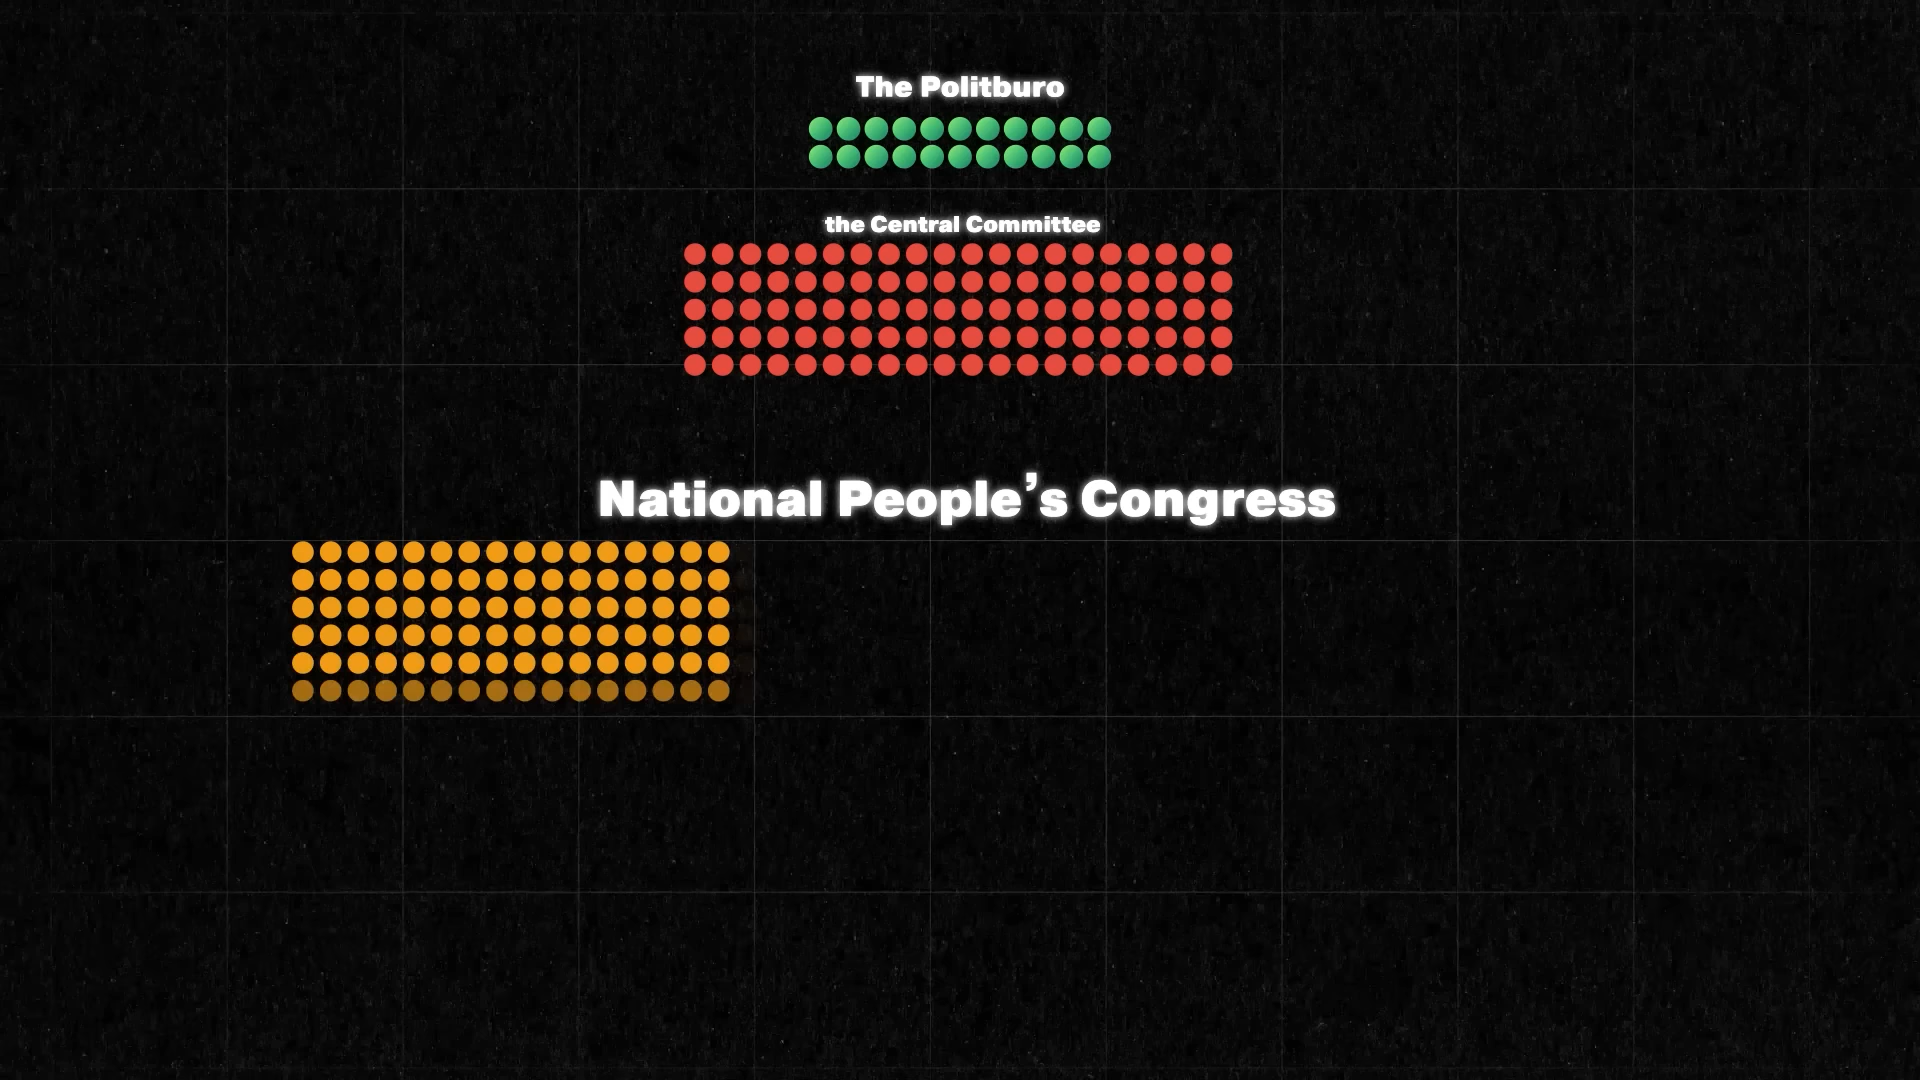 The Politburo
the Central Committee
National People’s Congress